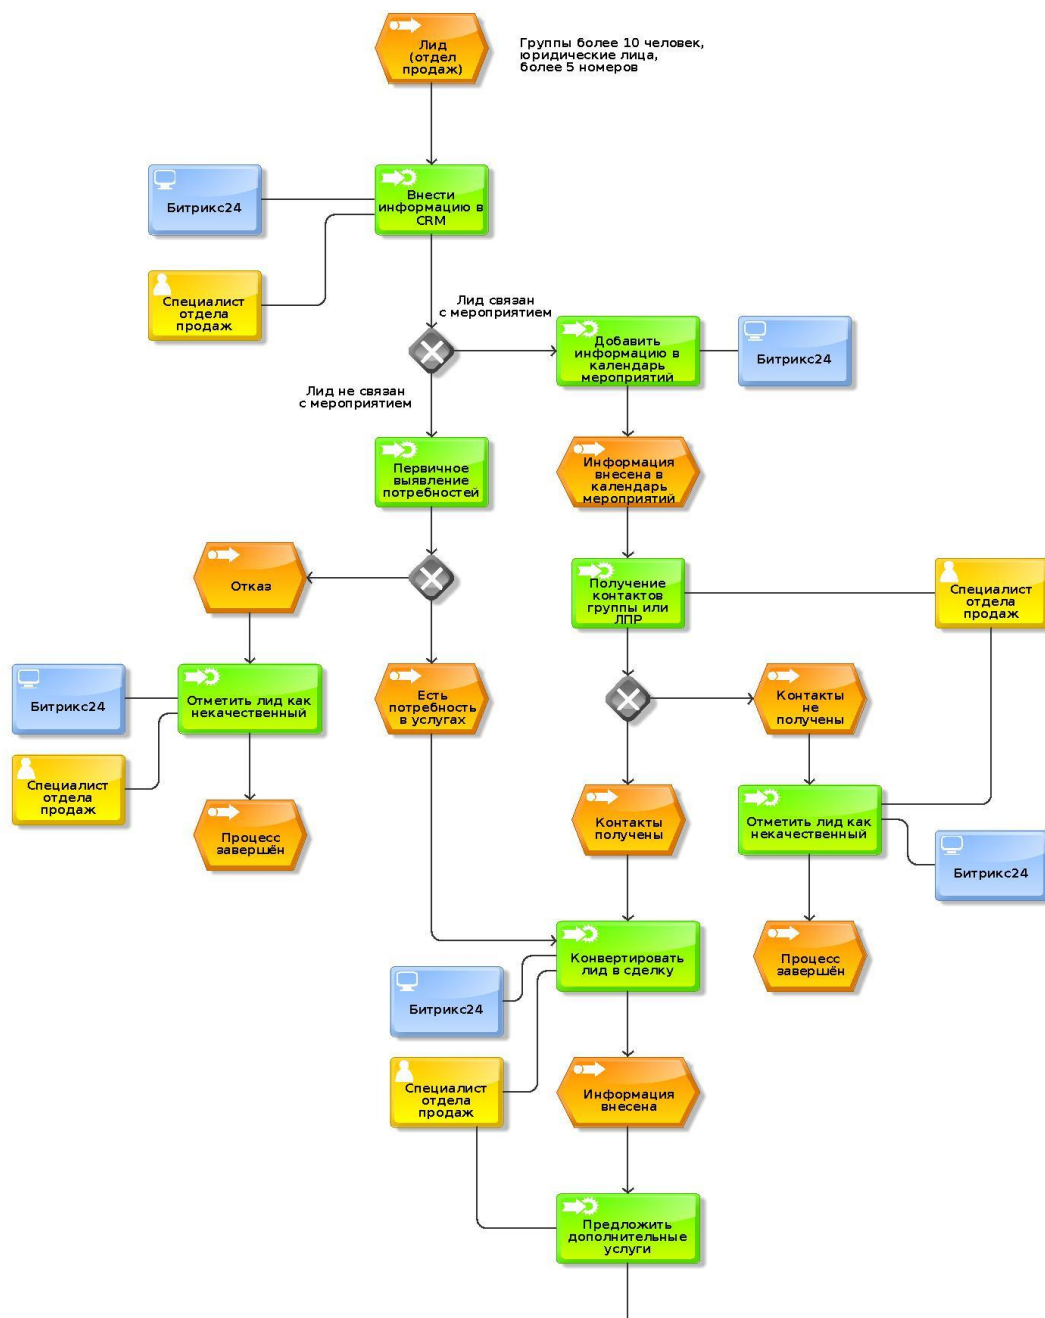 Лид
(отдел
продаж)
Группы более 10 человек,
юридические лица,
более 5 номеров
Битрикс24
Внести
информацию в
CRM
Специалист
отдела
продаж
Лид связан
с мероприятием
Добавить
информацию в
календарь
мероприятий
Битрикс24
Лид не связан
с мероприятием
Первичное
выявление
потребностей
Информация
внесена в
календарь
мероприятий
Отказ
Получение
контактов
группы или
ЛПР
Специалист
отдела
продаж
Битрикс24
Отметить лид как
некачественный
Есть
потребность
в услугах
Контакты
не
получены
Специалист
отдела
продаж
Процесс
завершён
Контакты
получены
Отметить лид как
некачественный
Битрикс24
Конвертировать
лид в сделку
Процесс
завершён
Битрикс24
Специалист
отдела
продаж
Информация
внесена
Предложить
дополнительные
услуги